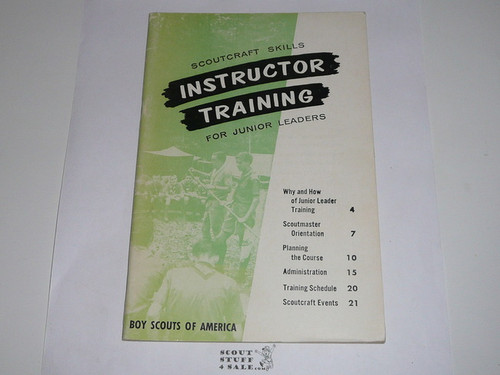 SCOUTCRAFT SKILLS
INSTRUCTOR
TRAINING
FOR JUNIOR LEADERS
Why and How
of Junior Leader
Training 4
Scoutmaster
Orientation 7
Planning
the Course 10
Administration 15
Training Schedule 20
Scoutcraft Events 21
BOY SCOUTS OF AMERICA
SCOUT
STUFF
4 SALE.com